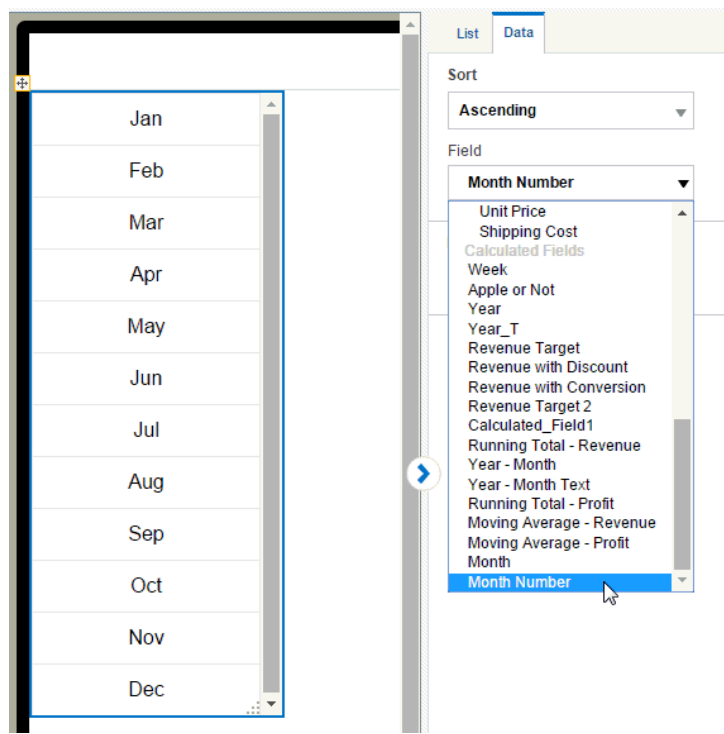 Jan
Feb
Mar
Apr
May
Jun
Jul
Aug
Sep
Oct
Nov
Dec
List Data
Sort
Ascending
Field
Month Number
Unit Price
Shipping Cost
Calculated Fields
Week
Apple or Not
Year
Year_T
Revenue Target
Revenue with Discount
Revenue with Conversion
Revenue Target 2
Calculated_Field1
Running Total - Revenue
Year - Month
Year - Month Text
Running Total - Profit
Moving Average - Revenue
Moving Average - Profit
Month
Month Number